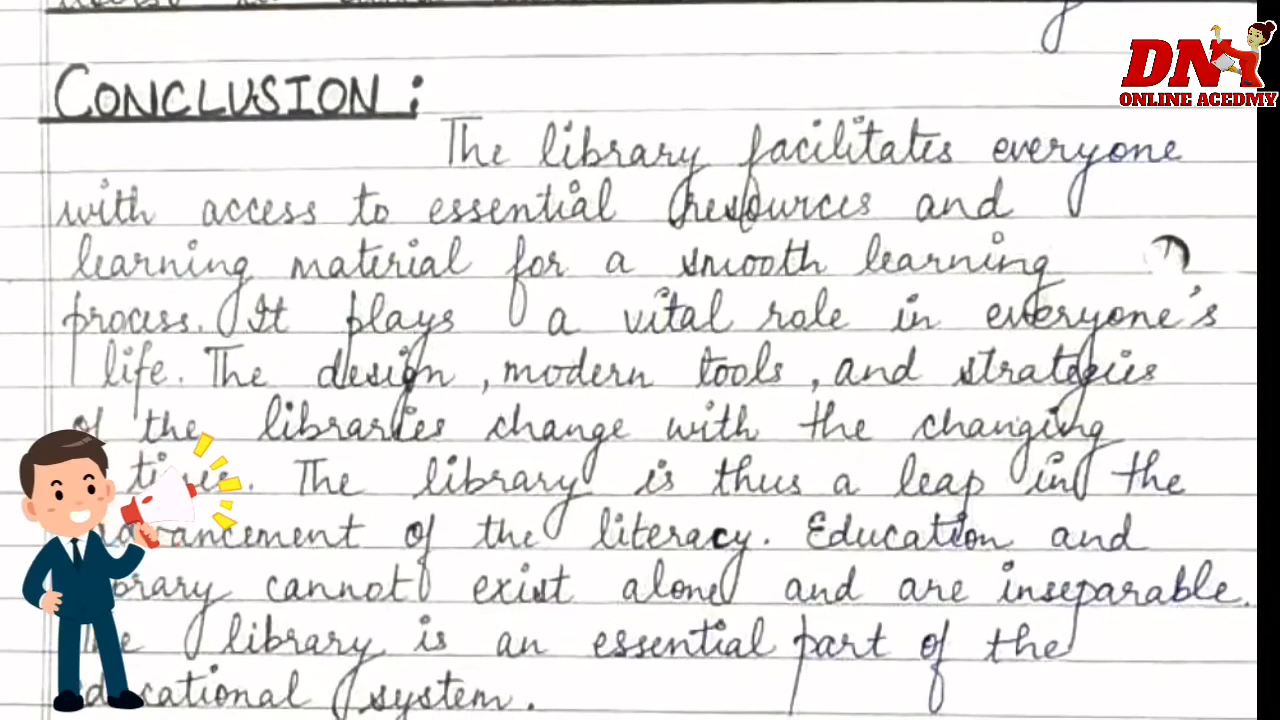 CONCLUSION :
The library facilitates everyone
with access to essential resources and
learning material for a smooth learning
process. It plays a vital role in everyone's
life. The design, modern tools, and strategies
of the libraries change with the changing
The library is thus a leap in the
of the literacy. Education and
cannot exist alone and are inseparable.
library is an essential part of the
system.
DN
ONLINE ACEDMY